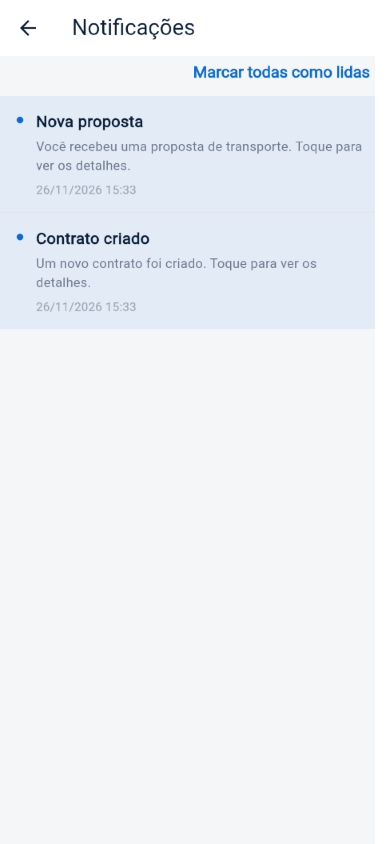 Notificações
Marcar todas como lidas
Nova proposta
Você recebeu uma proposta de transporte. Toque para
ver os detalhes.
26/11/2026 15:33
Contrato criado
Um novo contrato foi criado. Toque para ver os
detalhes.
26/11/2026 15:33